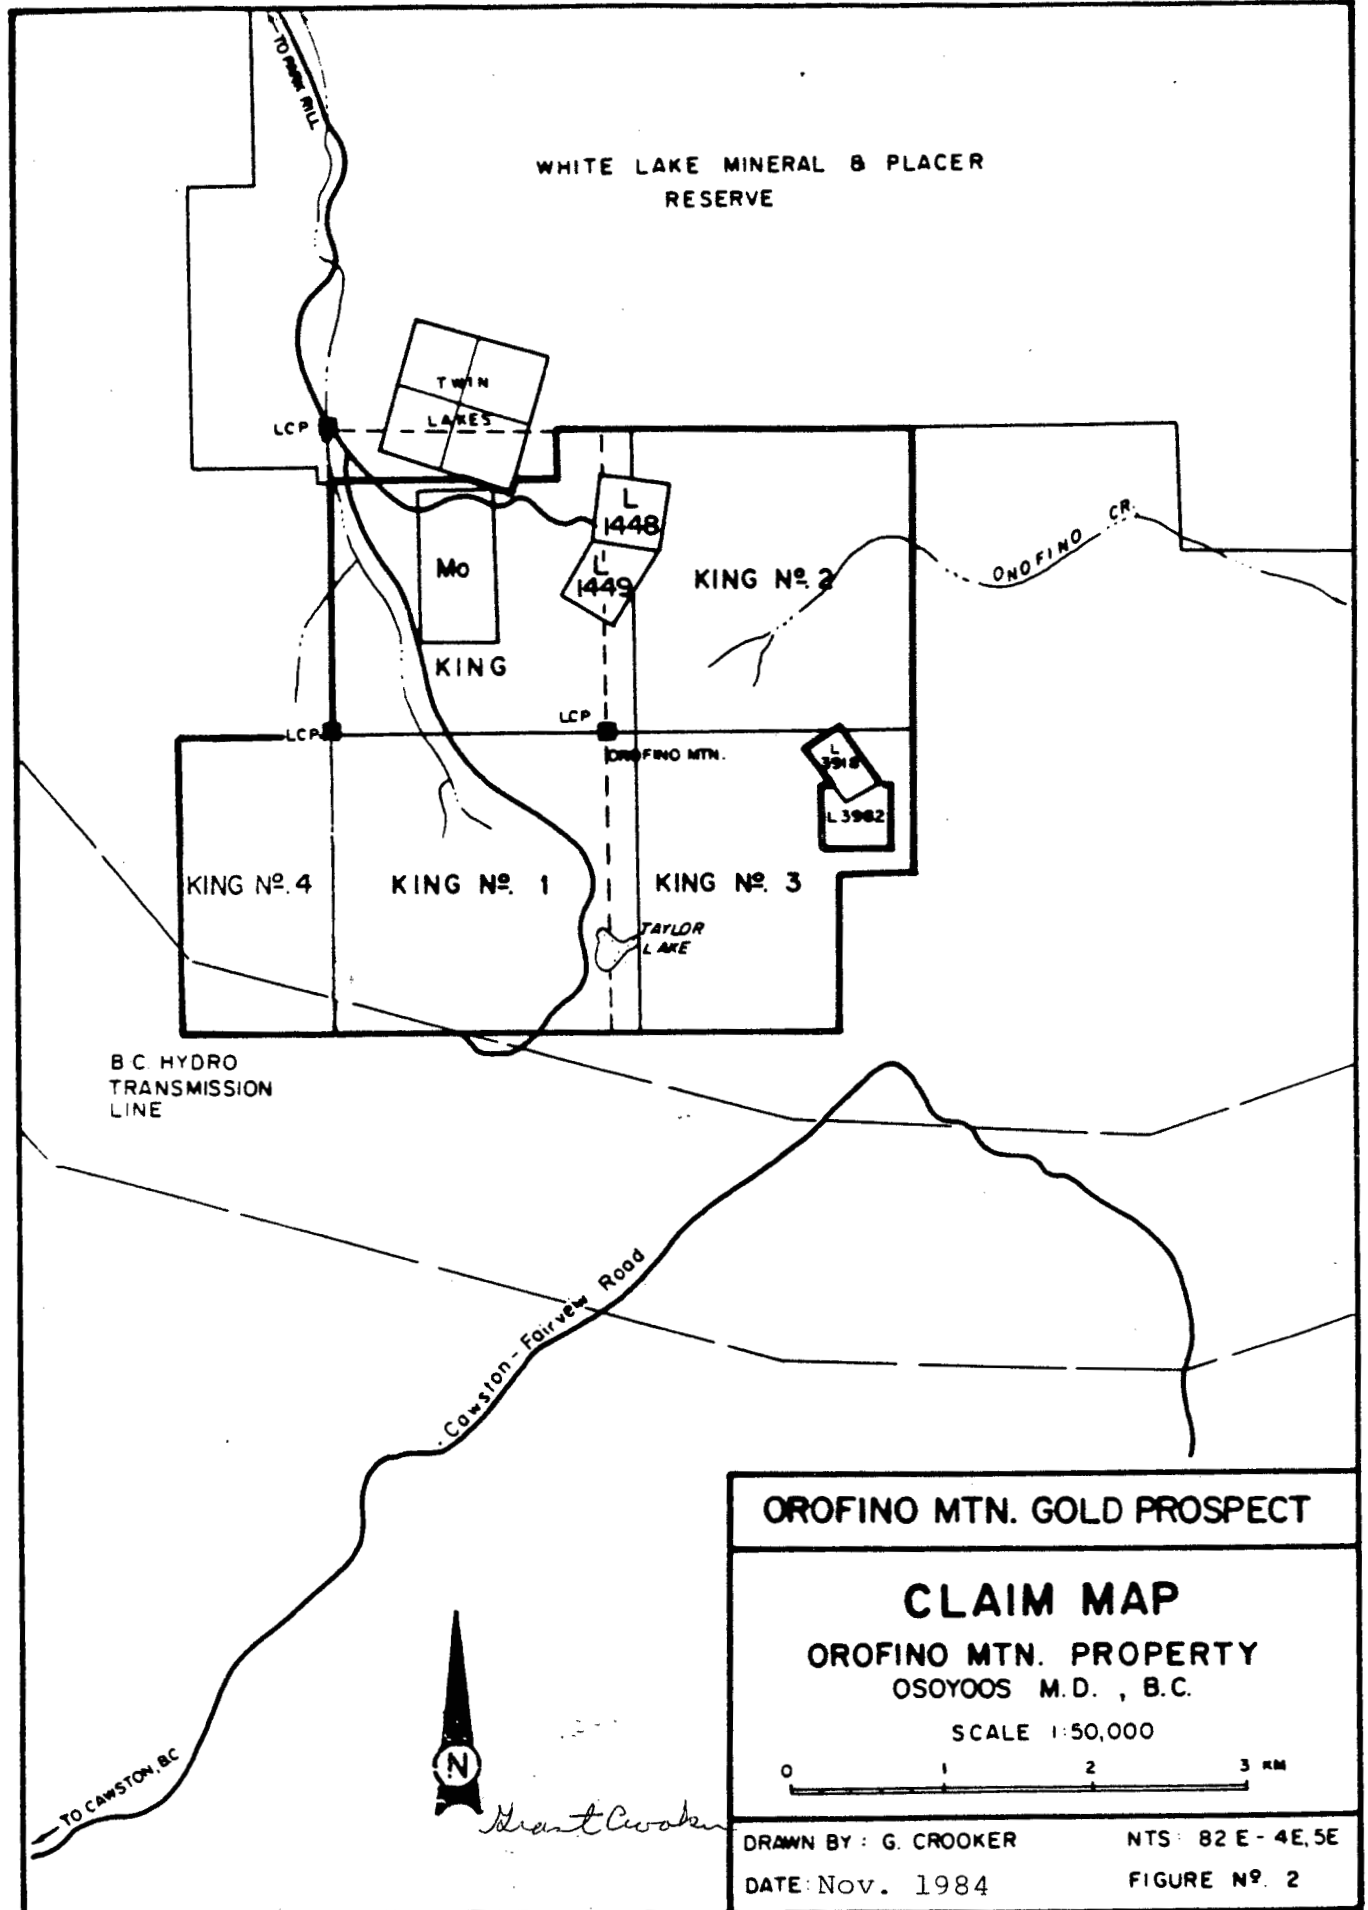 TO PARK RILL
WHITE LAKE MINERAL & PLACER
RESERVE
TWIN
LAKES
LCP
L
1448
L
1449
Mo
KING Nº. 2
ONOFINO CR.
KING
LCP
LCP
OROFINO MTN.
L
3918
L 3982
KING Nº. 4
KING Nº. 1
KING Nº. 3
TAYLOR
LAKE
B.C. HYDRO
TRANSMISSION
LINE
Cawston - Fairview Road
TO CAWSTON, B.C
N
Grant Crooker
OROFINO MTN. GOLD PROSPECT
CLAIM MAP
OROFINO MTN. PROPERTY
OSOYOOS M.D. , B.C.
SCALE 1:50,000
0 1 2 3 KM
DRAWN BY : G. CROOKER
NTS: 82 E - 4E, 5E
DATE: Nov. 1984
FIGURE Nº. 2